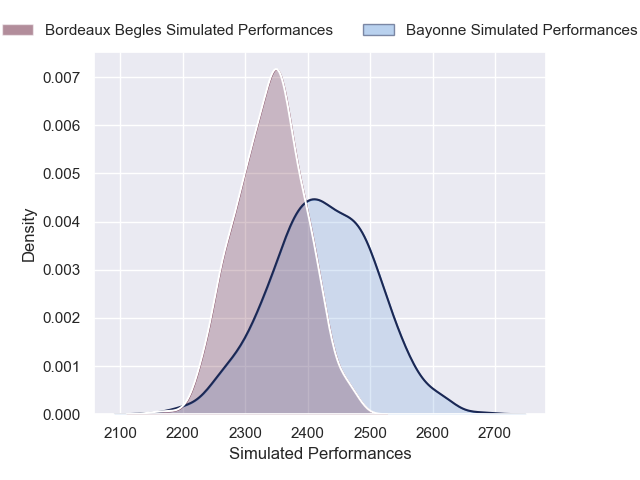 Bordeaux Begles Simulated Performances
Bayonne Simulated Performances
0.007
0.006
0.005
0.004
0.003
0.002
0.001
0.000
Density
2100 2200 2300 2400 2500 2600 2700
Simulated Performances